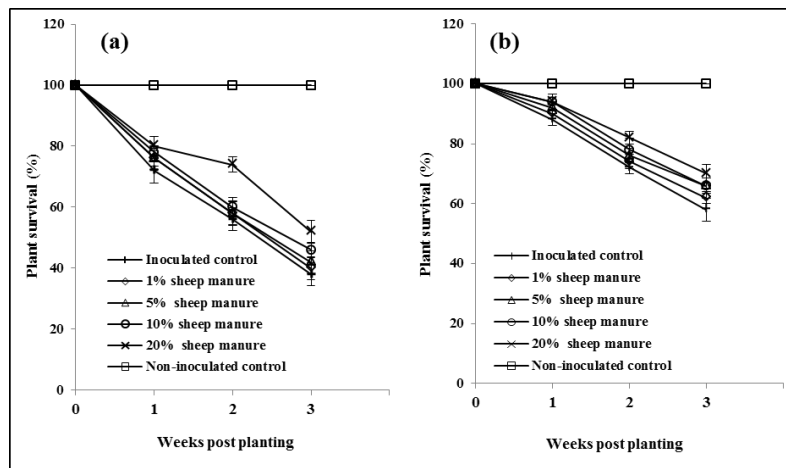 (a)
120
100
80
60
40
20
0
Plant survival (%)
Inoculated control
1% sheep manure
5% sheep manure
10% sheep manure
20% sheep manure
Non-inoculated control
0 1 2 3
Weeks post planting
(b)
120
100
80
60
40
20
0
Plant survival (%)
Inoculated control
1% sheep manure
5% sheep manure
10% sheep manure
20% sheep manure
Non-inoculated control
0 1 2 3
Weeks post planting